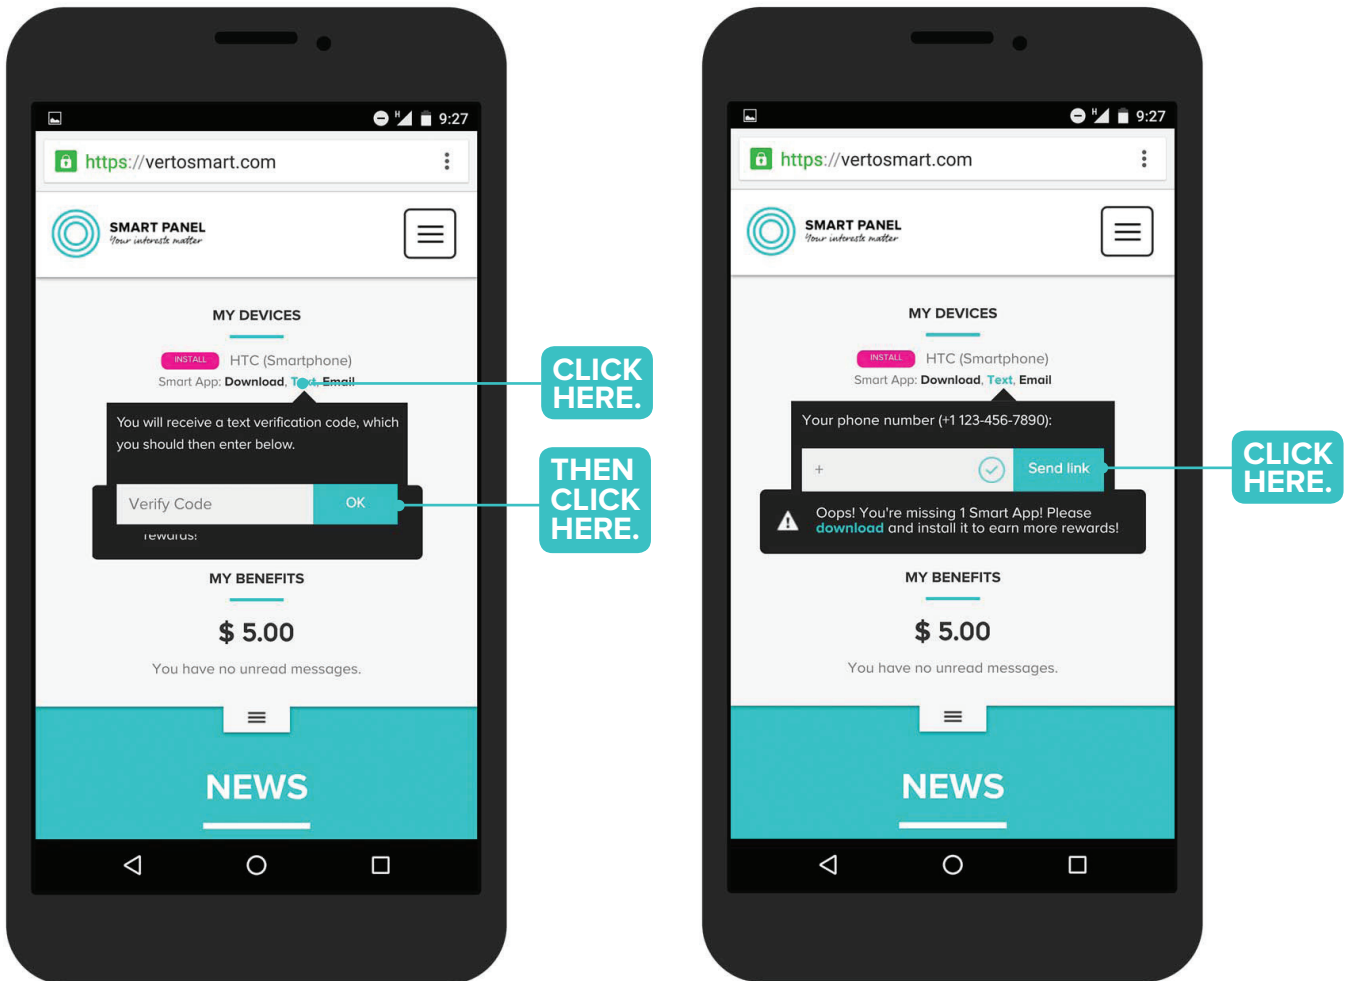 9:27
https://vertosmart.com
SMART PANEL
Your interests matter
MY DEVICES
INSTALL HTC (Smartphone)
Smart App: Download, Text, Email
You will receive a text verification code, which
you should then enter below.
Verify Code OK
rewards!
MY BENEFITS
$ 5.00
You have no unread messages.
NEWS
CLICK
HERE.
THEN
CLICK
HERE.
H 9:27
https://vertosmart.com
SMART PANEL
Your interests matter
MY DEVICES
INSTALL HTC (Smartphone)
Smart App: Download, Text, Email
Your phone number (+1 123-456-7890):
+ Send link
Oops! You're missing 1 Smart App! Please
download and install it to earn more rewards!
MY BENEFITS
$ 5.00
You have no unread messages.
NEWS
CLICK
HERE.